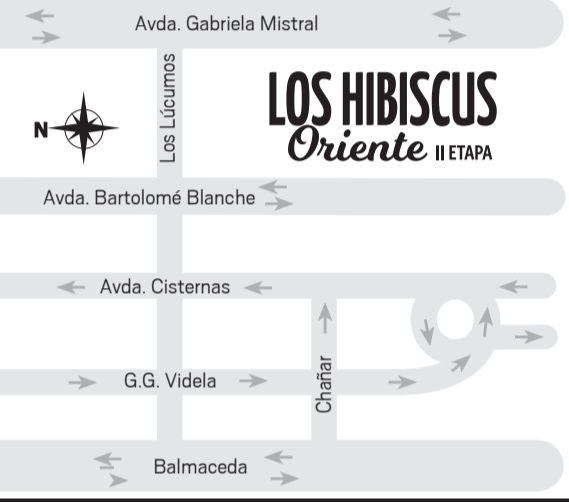 Avda. Gabriela Mistral
Los Lúcumos
LOS HIBISCUS
Oriente II ETAPA
N
Avda. Bartolomé Blanche
Avda. Cisternas
G.G. Videla
Chañar
Balmaceda